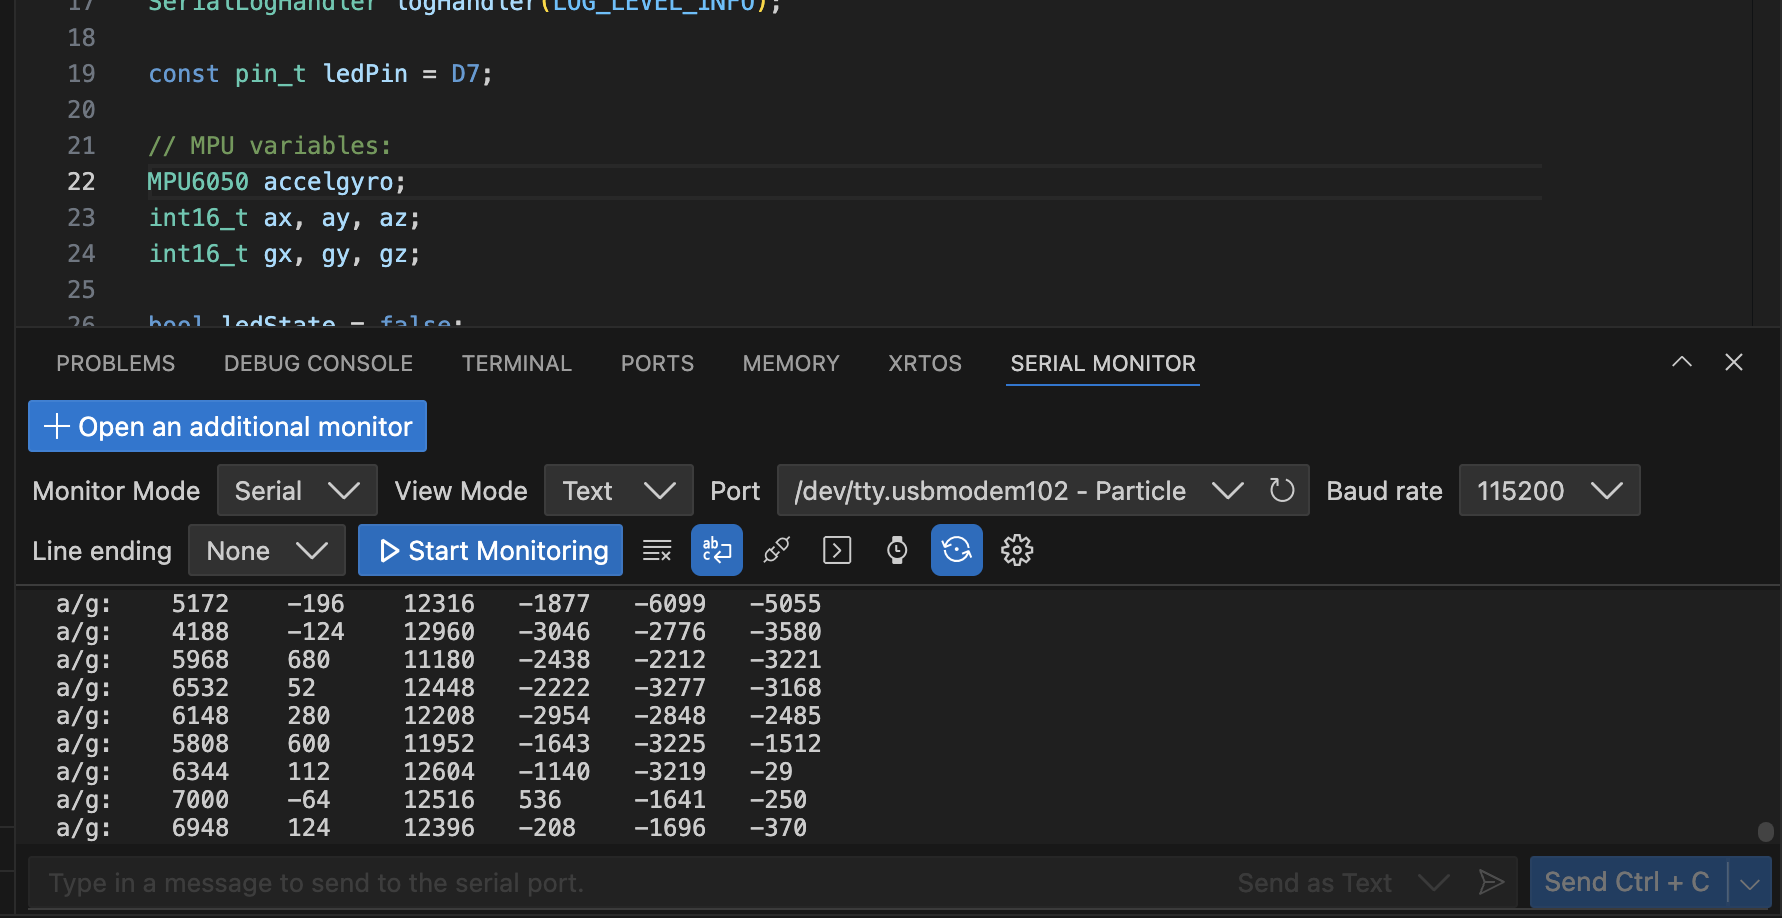 17 SerialLogHandler logHandler(LOG_LEVEL_INFO);
18
19 const pin_t ledPin = D7;
20
21 // MPU variables:
22 MPU6050 accelgyro;
23 int16_t ax, ay, az;
24 int16_t gx, gy, gz;
25
26 bool ledState = false;
PROBLEMS DEBUG CONSOLE TERMINAL PORTS MEMORY XRTOS SERIAL MONITOR
Open an additional monitor
Monitor Mode Serial View Mode Text Port /dev/tty.usbmodem102 - Particle Baud rate 115200
Line ending None Start Monitoring
a/g: 5172 -196 12316 -1877 -6099 -5055
a/g: 4188 -124 12960 -3046 -2776 -3580
a/g: 5968 680 11180 -2438 -2212 -3221
a/g: 6532 52 12448 -2222 -3277 -3168
a/g: 6148 280 12208 -2954 -2848 -2485
a/g: 5808 600 11952 -1643 -3225 -1512
a/g: 6344 112 12604 -1140 -3219 -29
a/g: 7000 -64 12516 536 -1641 -250
a/g: 6948 124 12396 -208 -1696 -370
Type in a message to send to the serial port. Send as Text Send Ctrl + C